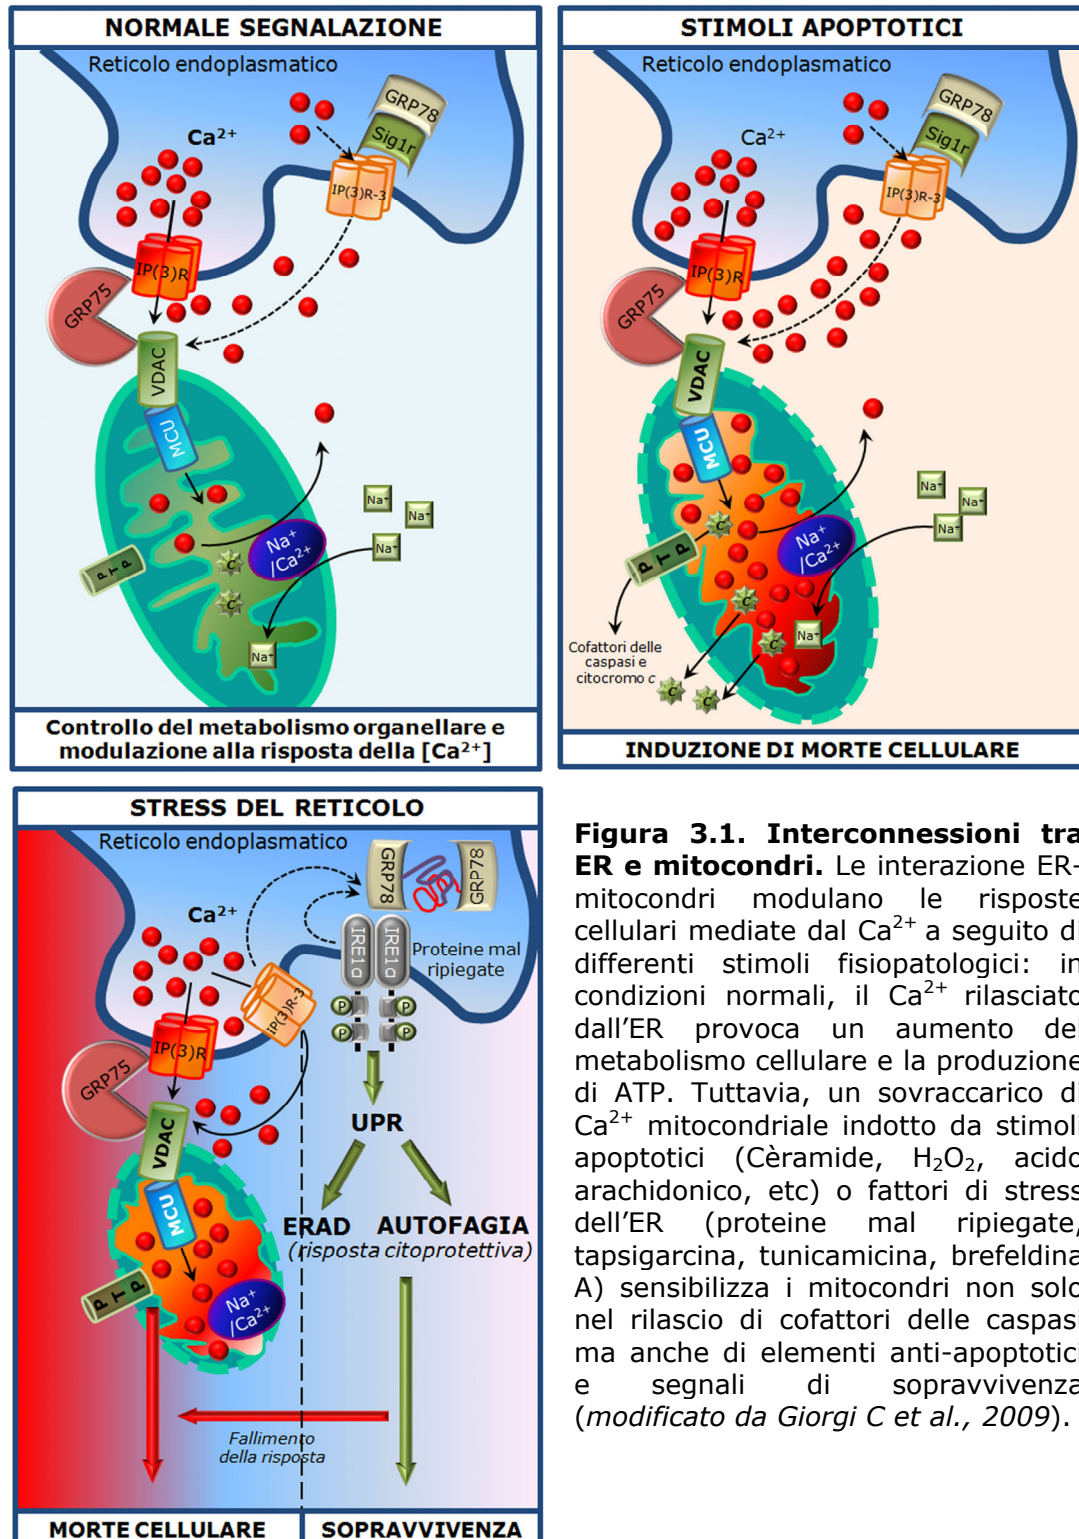 NORMALE SEGNALAZIONE
Reticolo endoplasmatico
GRP78
Sig1r
Ca²⁺
IP(3)R-3
IP(3)R
GRP75
VDAC
MCU
Na⁺
Na⁺
Na⁺
Na⁺
/Ca²⁺
PTP
C
C
Na⁺
Controllo del metabolismo organellare e
modulazione alla risposta della [Ca²⁺]
STIMOLI APOPTOTICI
Reticolo endoplasmatico
GRP78
Sig1r
Ca²⁺
IP(3)R-3
IP(3)R
GRP75
VDAC
MCU
Na⁺
Na⁺
Na⁺
C
Na⁺
/Ca²⁺
PTP
C
C
Na⁺
Cofattori delle
caspasi e
citocromo c
C
C
INDUZIONE DI MORTE CELLULARE
STRESS DEL RETICOLO
Reticolo endoplasmatico
GRP78
GRP78
Ca²⁺
IRE1α
IRE1α
Proteine mal
ripiegate
IP(3)R-3
P
P
P
P
IP(3)R
GRP75
VDAC
UPR
MCU
ERAD
AUTOFAGIA
(risposta citoprotettiva)
PTP
Na⁺
/Ca²⁺
Fallimento
della risposta
MORTE CELLULARE
SOPRAVVIVENZA
Figura 3.1. Interconnessioni tra
ER e mitocondri. Le interazione ER-
mitocondri modulano le risposte
cellulari mediate dal Ca²⁺ a seguito di
differenti stimoli fisiopatologici: in
condizioni normali, il Ca²⁺ rilasciato
dall’ER provoca un aumento del
metabolismo cellulare e la produzione
di ATP. Tuttavia, un sovraccarico di
Ca²⁺ mitocondriale indotto da stimoli
apoptotici (Cèramide, H₂O₂, acido
arachidonico, etc) o fattori di stress
dell’ER (proteine mal ripiegate,
tapsigarcina, tunicamicina, brefeldina
A) sensibilizza i mitocondri non solo
nel rilascio di cofattori delle caspasi
ma anche di elementi anti-apoptotici
e segnali di sopravvivenza
(modificato da Giorgi C et al., 2009).